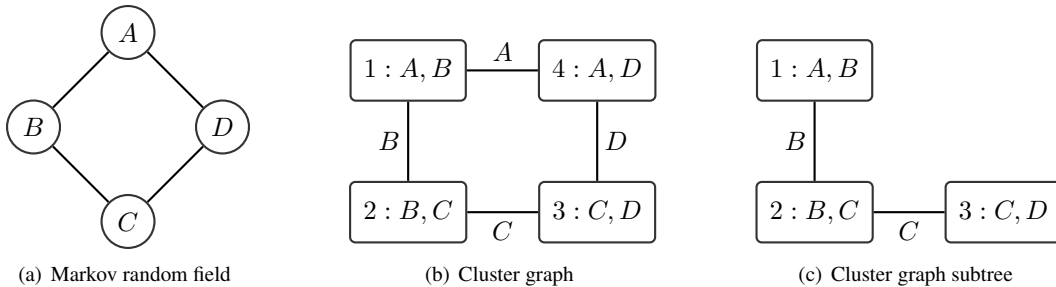 A
B
D
C
(a) Markov random field
1 : A, B
A
4 : A, D
B
D
2 : B, C
C
3 : C, D
(b) Cluster graph
1 : A, B
B
2 : B, C
C
3 : C, D
(c) Cluster graph subtree